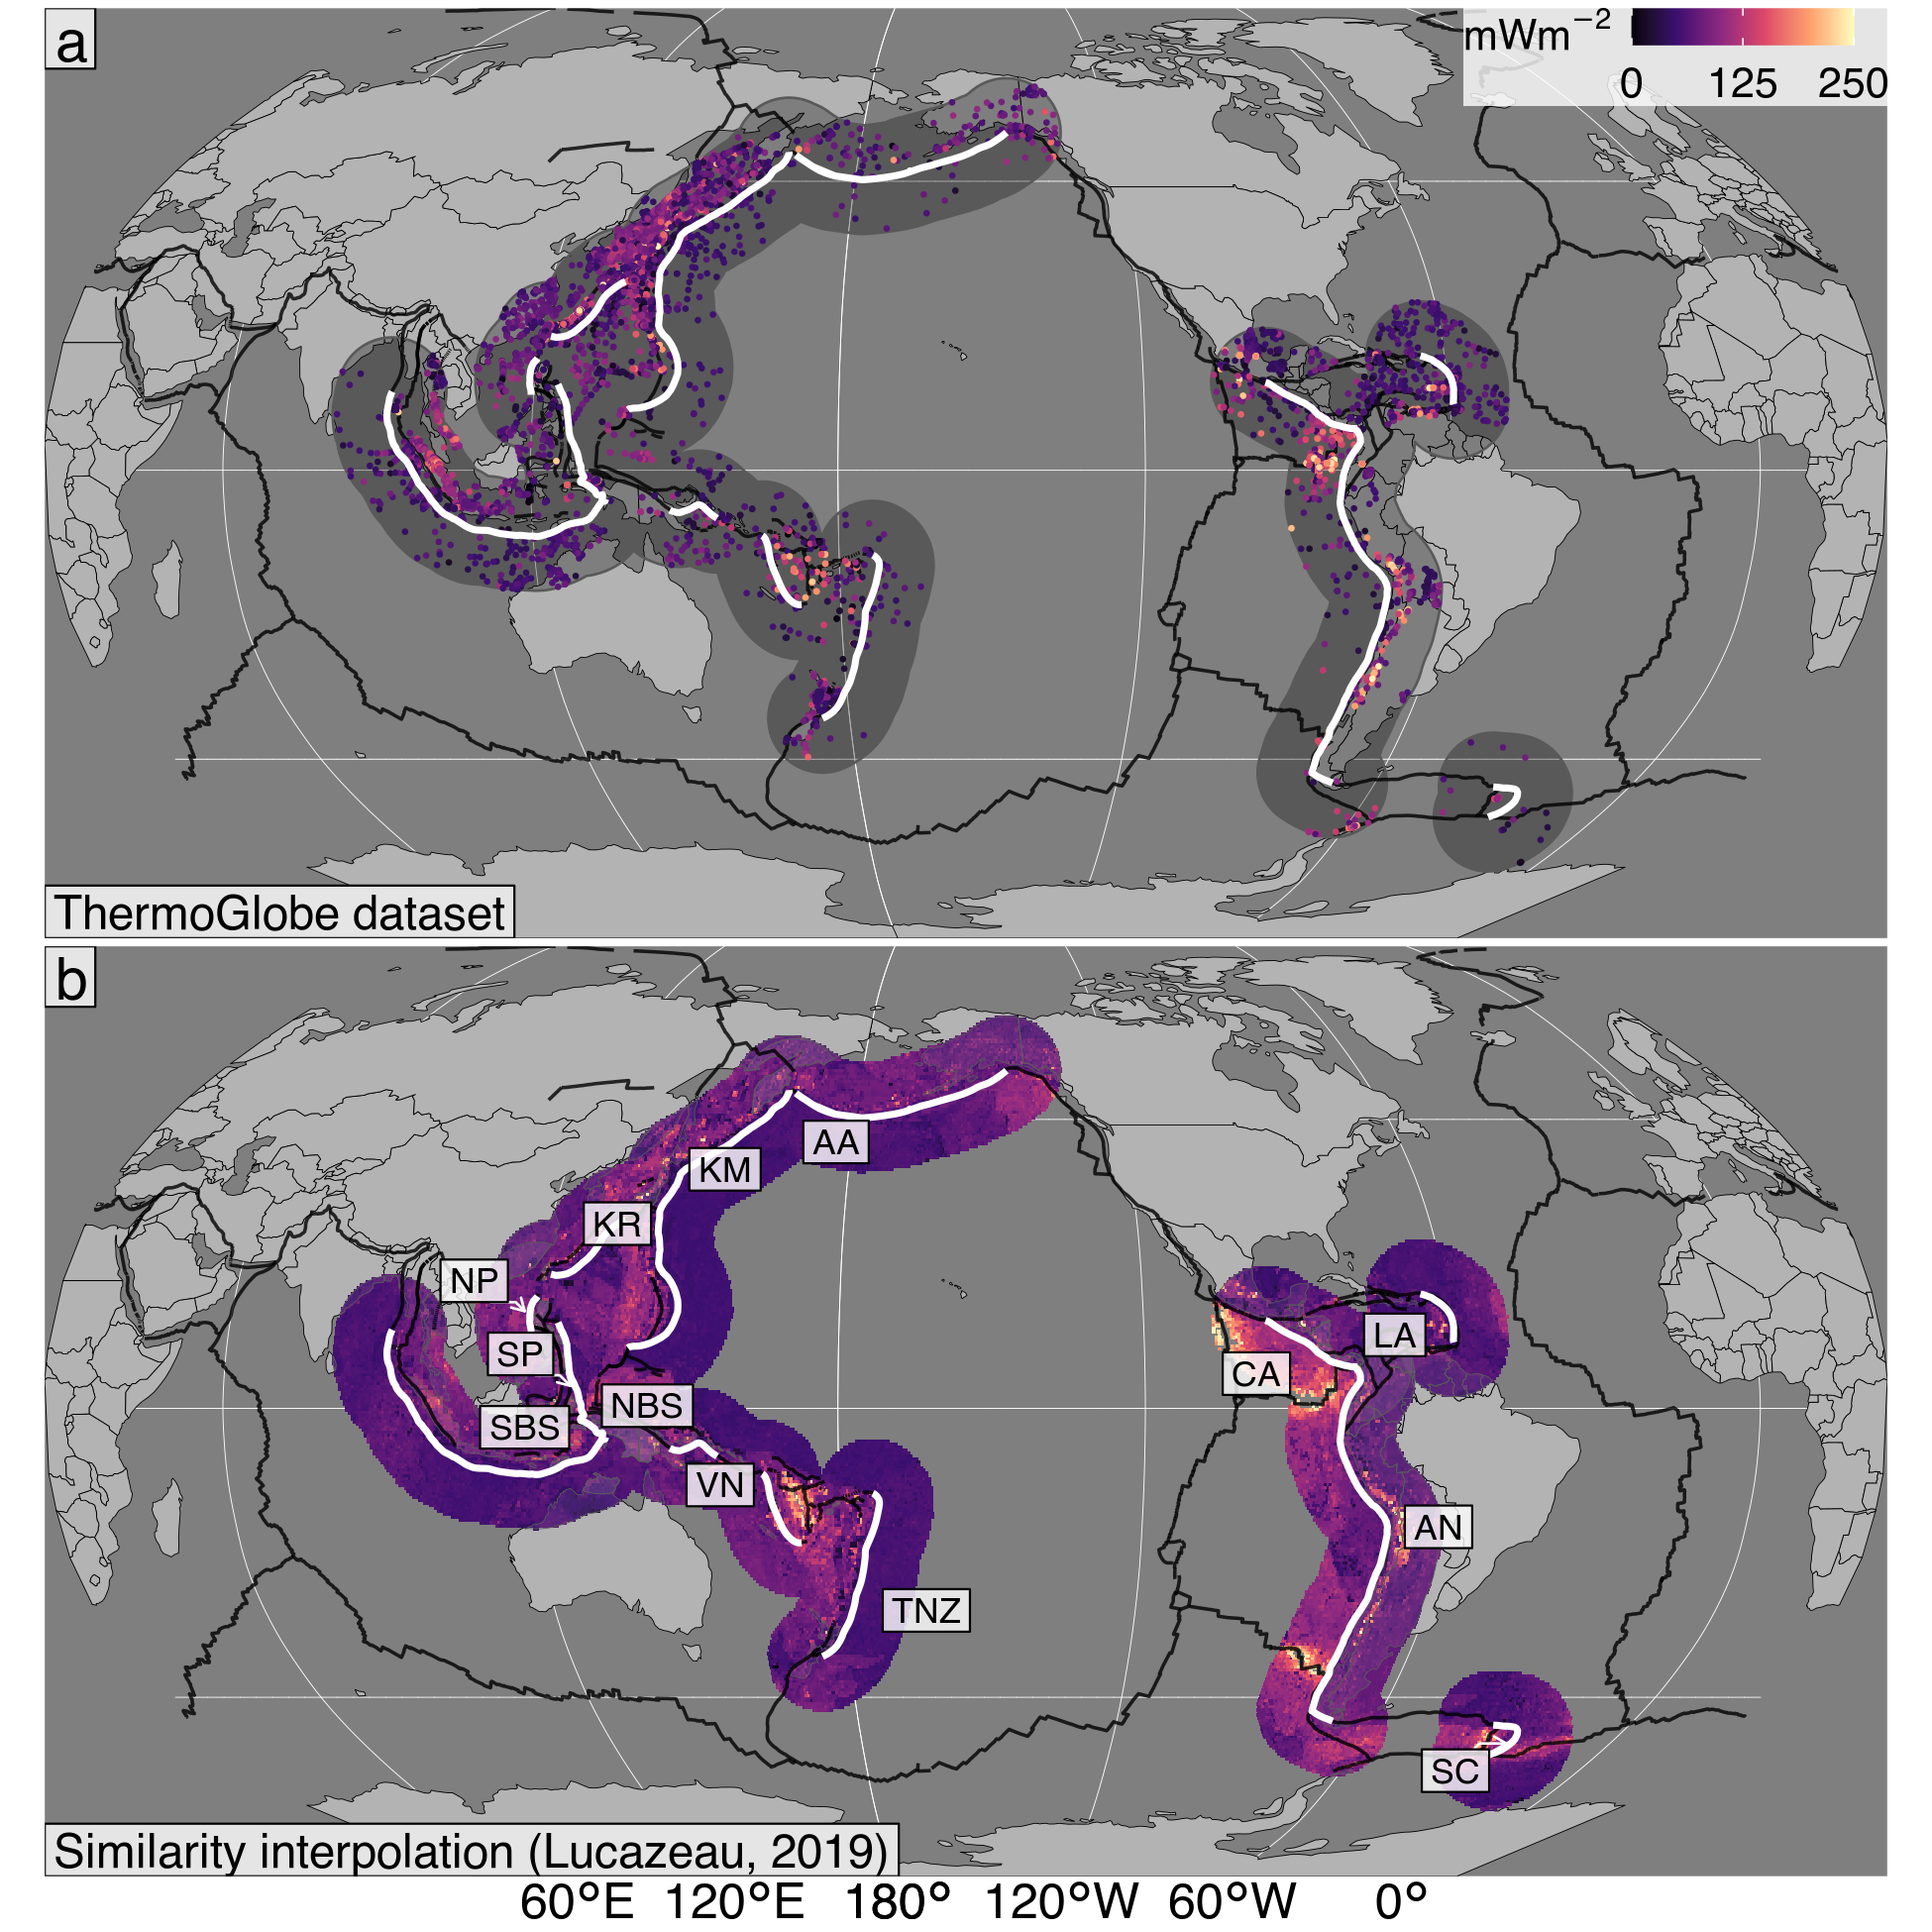 a
mWm−2
0 125 250
ThermoGlobe dataset
b
AA
KM
KR
NP
SP
NBS
SBS
VN
TNZ
LA
CA
AN
SC
Similarity interpolation (Lucazeau, 2019)
60°E 120°E 180° 120°W 60°W 0°